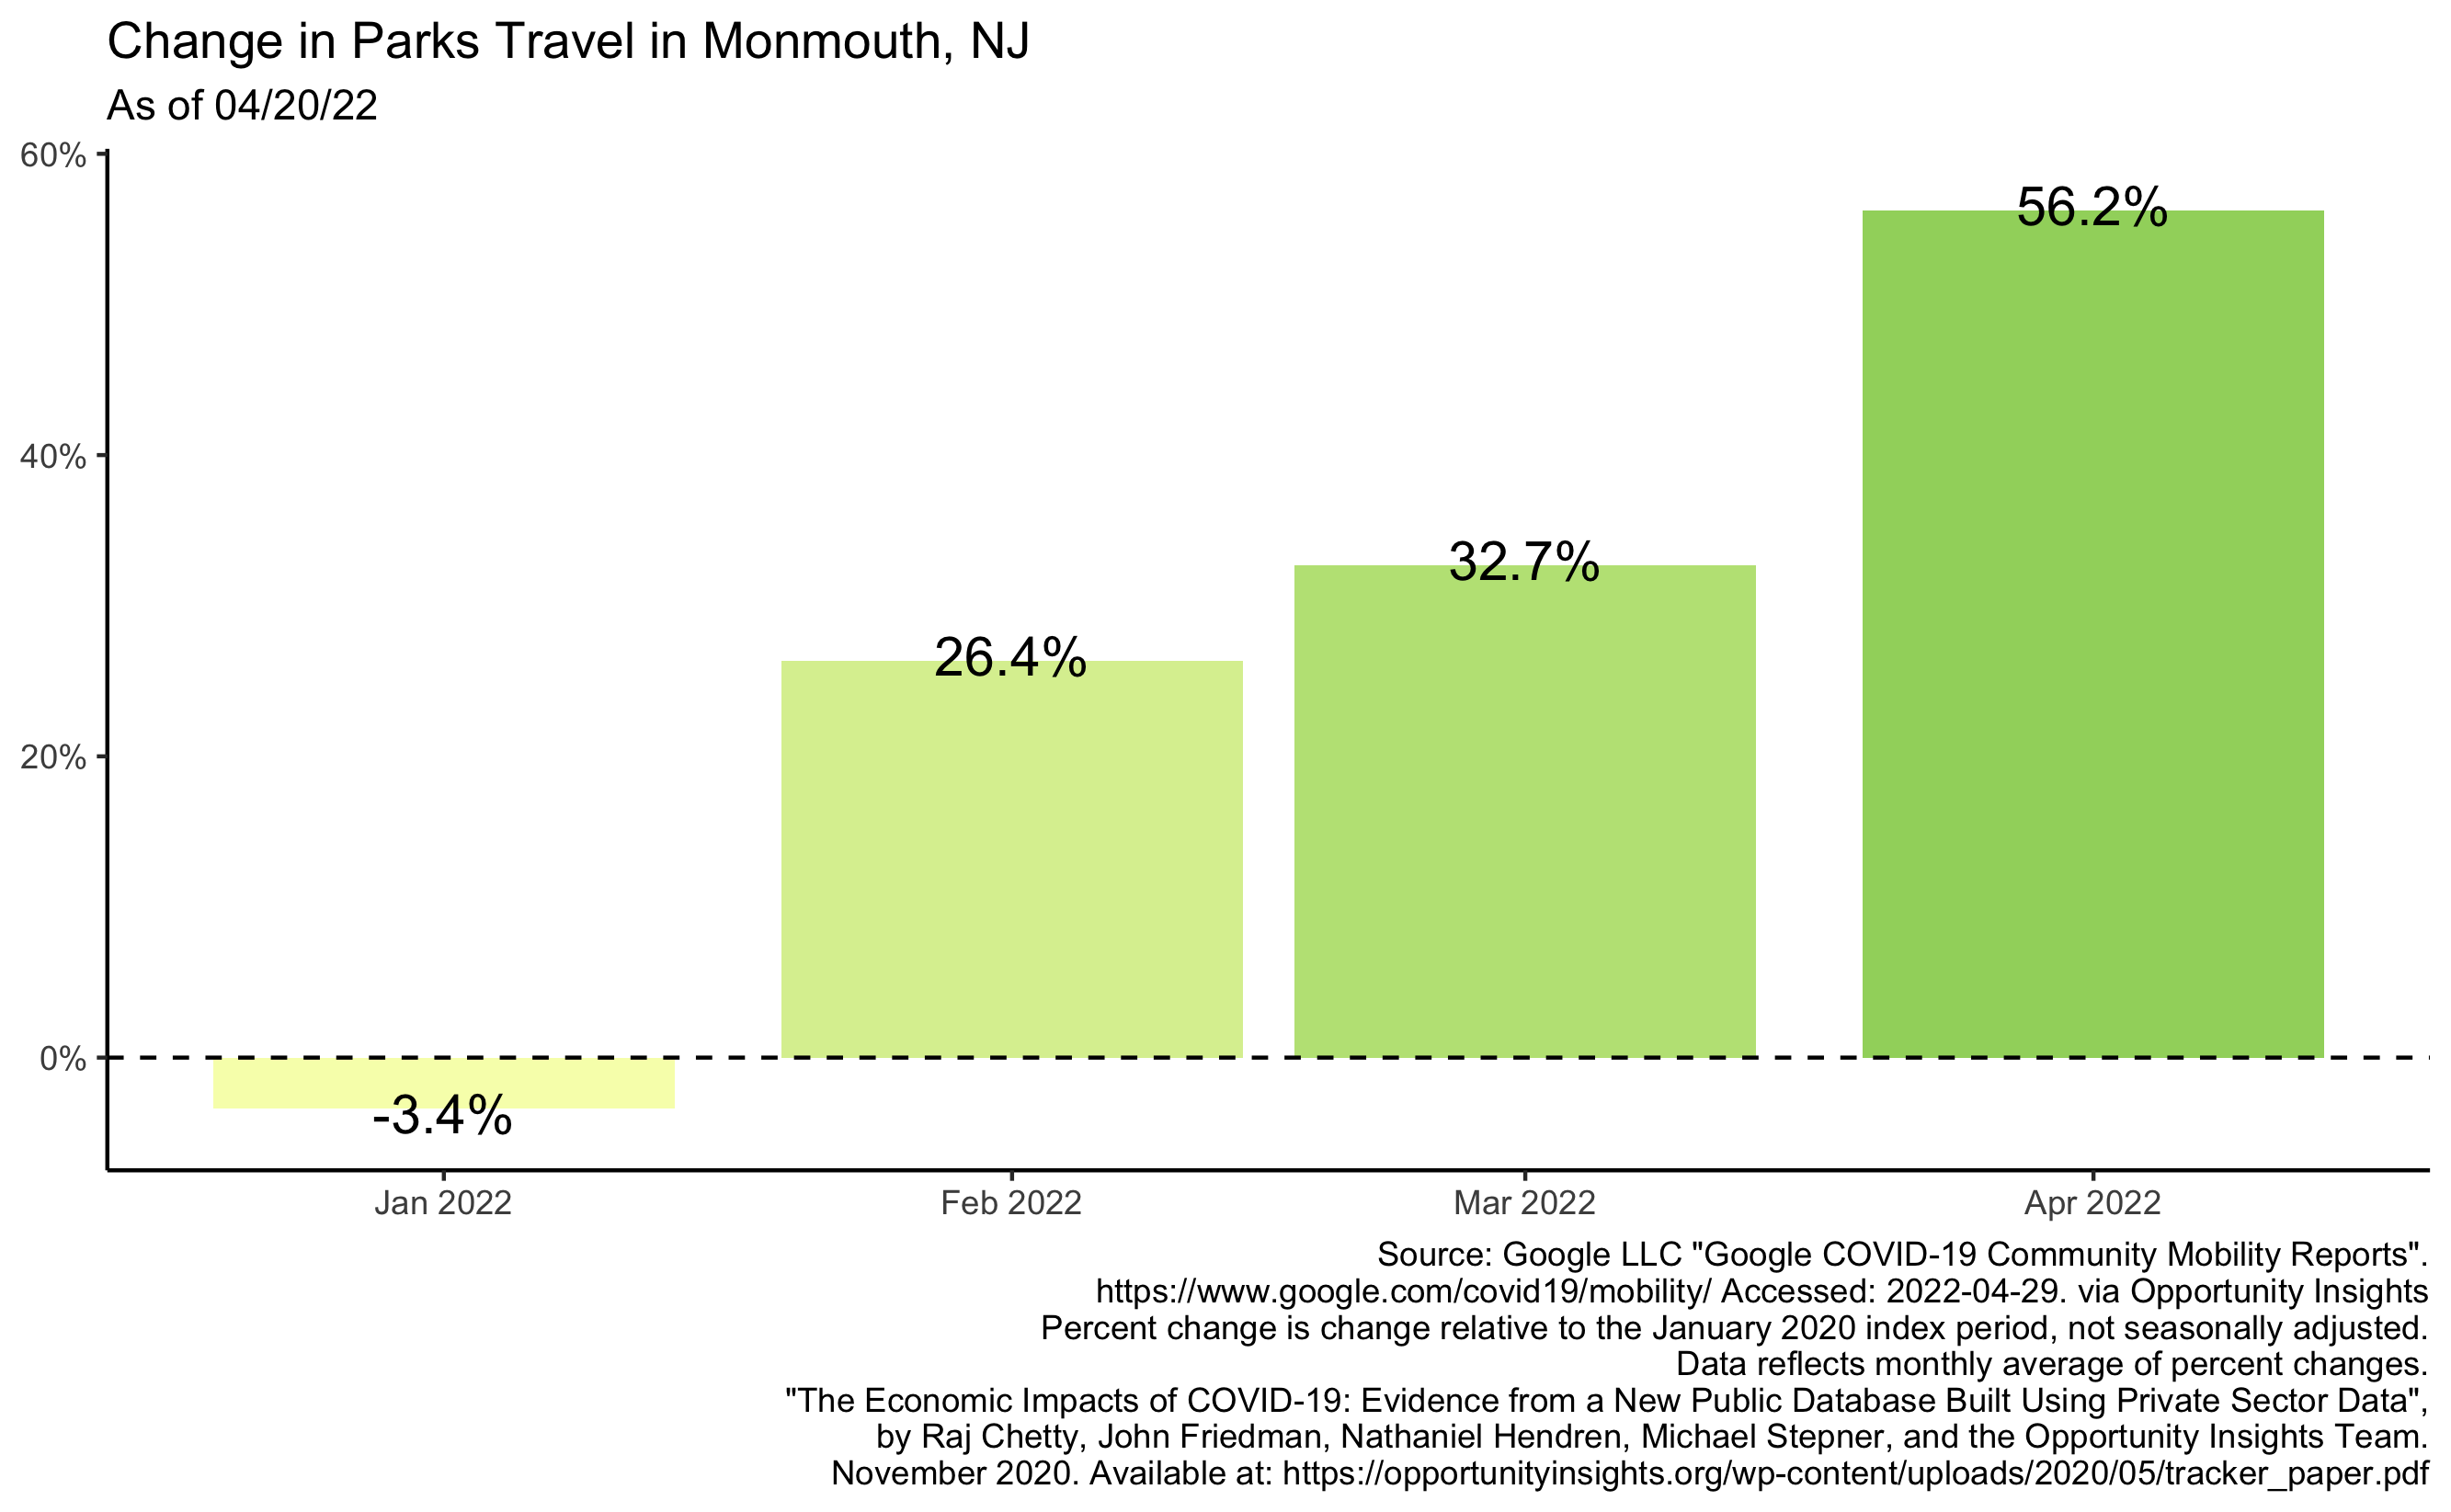 Change in Parks Travel in Monmouth, NJ
As of 04/20/22
60%
40%
20%
0%
56.2%
32.7%
26.4%
-3.4%
Jan 2022
Feb 2022
Mar 2022
Apr 2022
Source: Google LLC "Google COVID-19 Community Mobility Reports".
https://www.google.com/covid19/mobility/ Accessed: 2022-04-29. via Opportunity Insights
Percent change is change relative to the January 2020 index period, not seasonally adjusted.
Data reflects monthly average of percent changes.
"The Economic Impacts of COVID-19: Evidence from a New Public Database Built Using Private Sector Data",
by Raj Chetty, John Friedman, Nathaniel Hendren, Michael Stepner, and the Opportunity Insights Team.
November 2020. Available at: https://opportunityinsights.org/wp-content/uploads/2020/05/tracker_paper.pdf